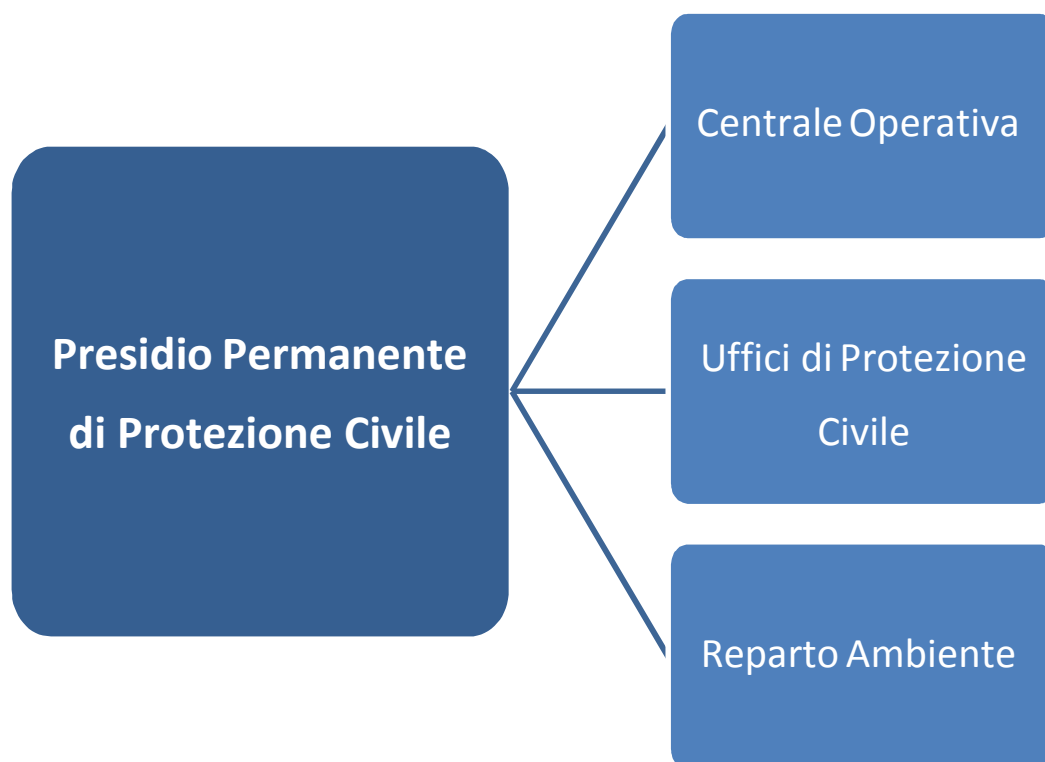 Presidio Permanente
di Protezione Civile
Centrale Operativa
Uffici di Protezione
Civile
Reparto Ambiente